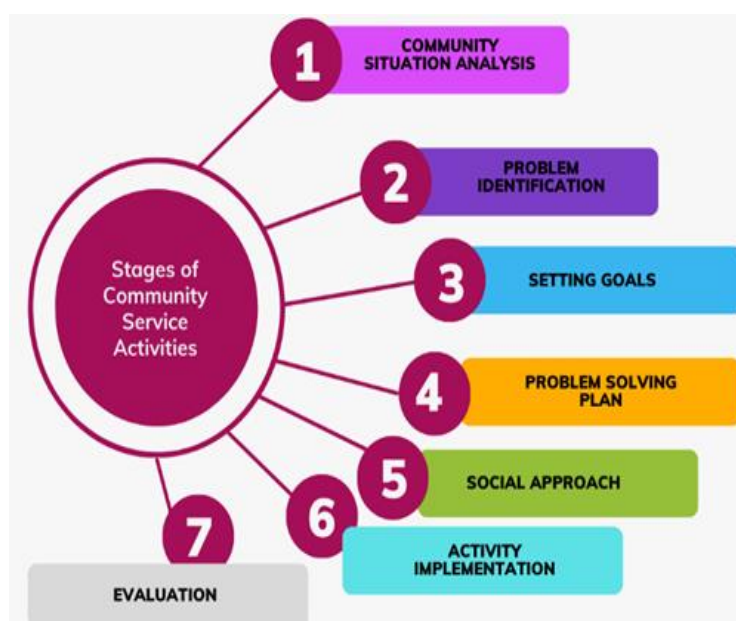 Stages of
Community
Service
Activities
1
COMMUNITY
SITUATION ANALYSIS
2
PROBLEM
IDENTIFICATION
3
SETTING GOALS
4
PROBLEM SOLVING
PLAN
5
SOCIAL APPROACH
6
ACTIVITY
IMPLEMENTATION
7
EVALUATION